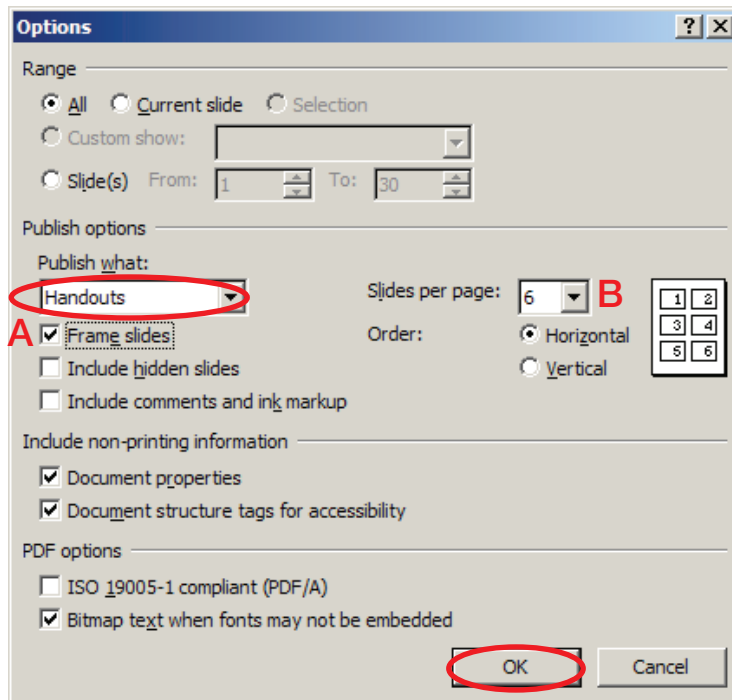 Options
Range
All Current slide Selection
Custom show:
Slide(s) From: 1 To: 30
Publish options
Publish what:
Handouts Slides per page: 6 B 1 2
A Frame slides Order: Horizontal 3 4
Include hidden slides Vertical 5 6
Include comments and ink markup
Include non-printing information
Document properties
Document structure tags for accessibility
PDF options
ISO 19005-1 compliant (PDF/A)
Bitmap text when fonts may not be embedded
OK Cancel